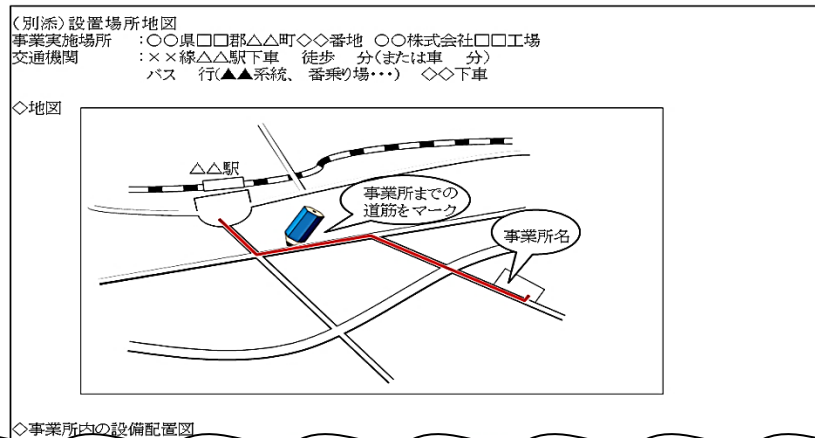 (別添)設置場所地図
事業実施場所 :○○県□□郡△△町◇◇番地 ○○株式会社□□工場
交通機関 :××線△△駅下車 徒歩 分(または車 分)
バス 行(▲▲系統、 番乗り場・・・) ◇◇下車
◇地図
△△駅
事業所までの
道筋をマーク
事業所名
◇事業所内の設備配置図